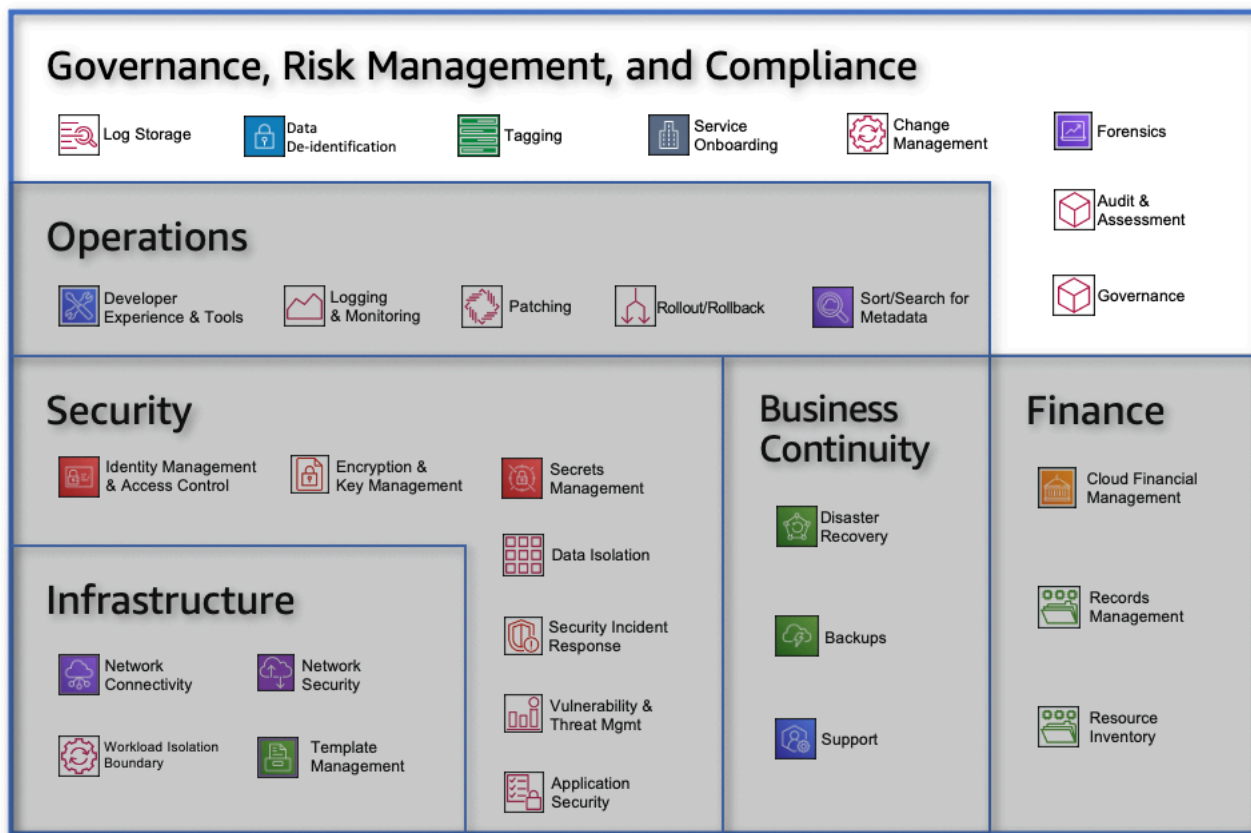 Governance, Risk Management, and Compliance
Log Storage
Data
De-identification
Tagging
Service
Onboarding
Change
Management
Forensics
Audit &
Assessment
Governance
Operations
Developer
Experience & Tools
Logging
& Monitoring
Patching
Rollout/Rollback
Sort/Search for
Metadata
Security
Identity Management
& Access Control
Encryption &
Key Management
Secrets
Management
Data Isolation
Security Incident
Response
Vulnerability &
Threat Mgmt
Application
Security
Infrastructure
Network
Connectivity
Network
Security
Workload Isolation
Boundary
Template
Management
Business
Continuity
Disaster
Recovery
Backups
Support
Finance
Cloud Financial
Management
Records
Management
Resource
Inventory